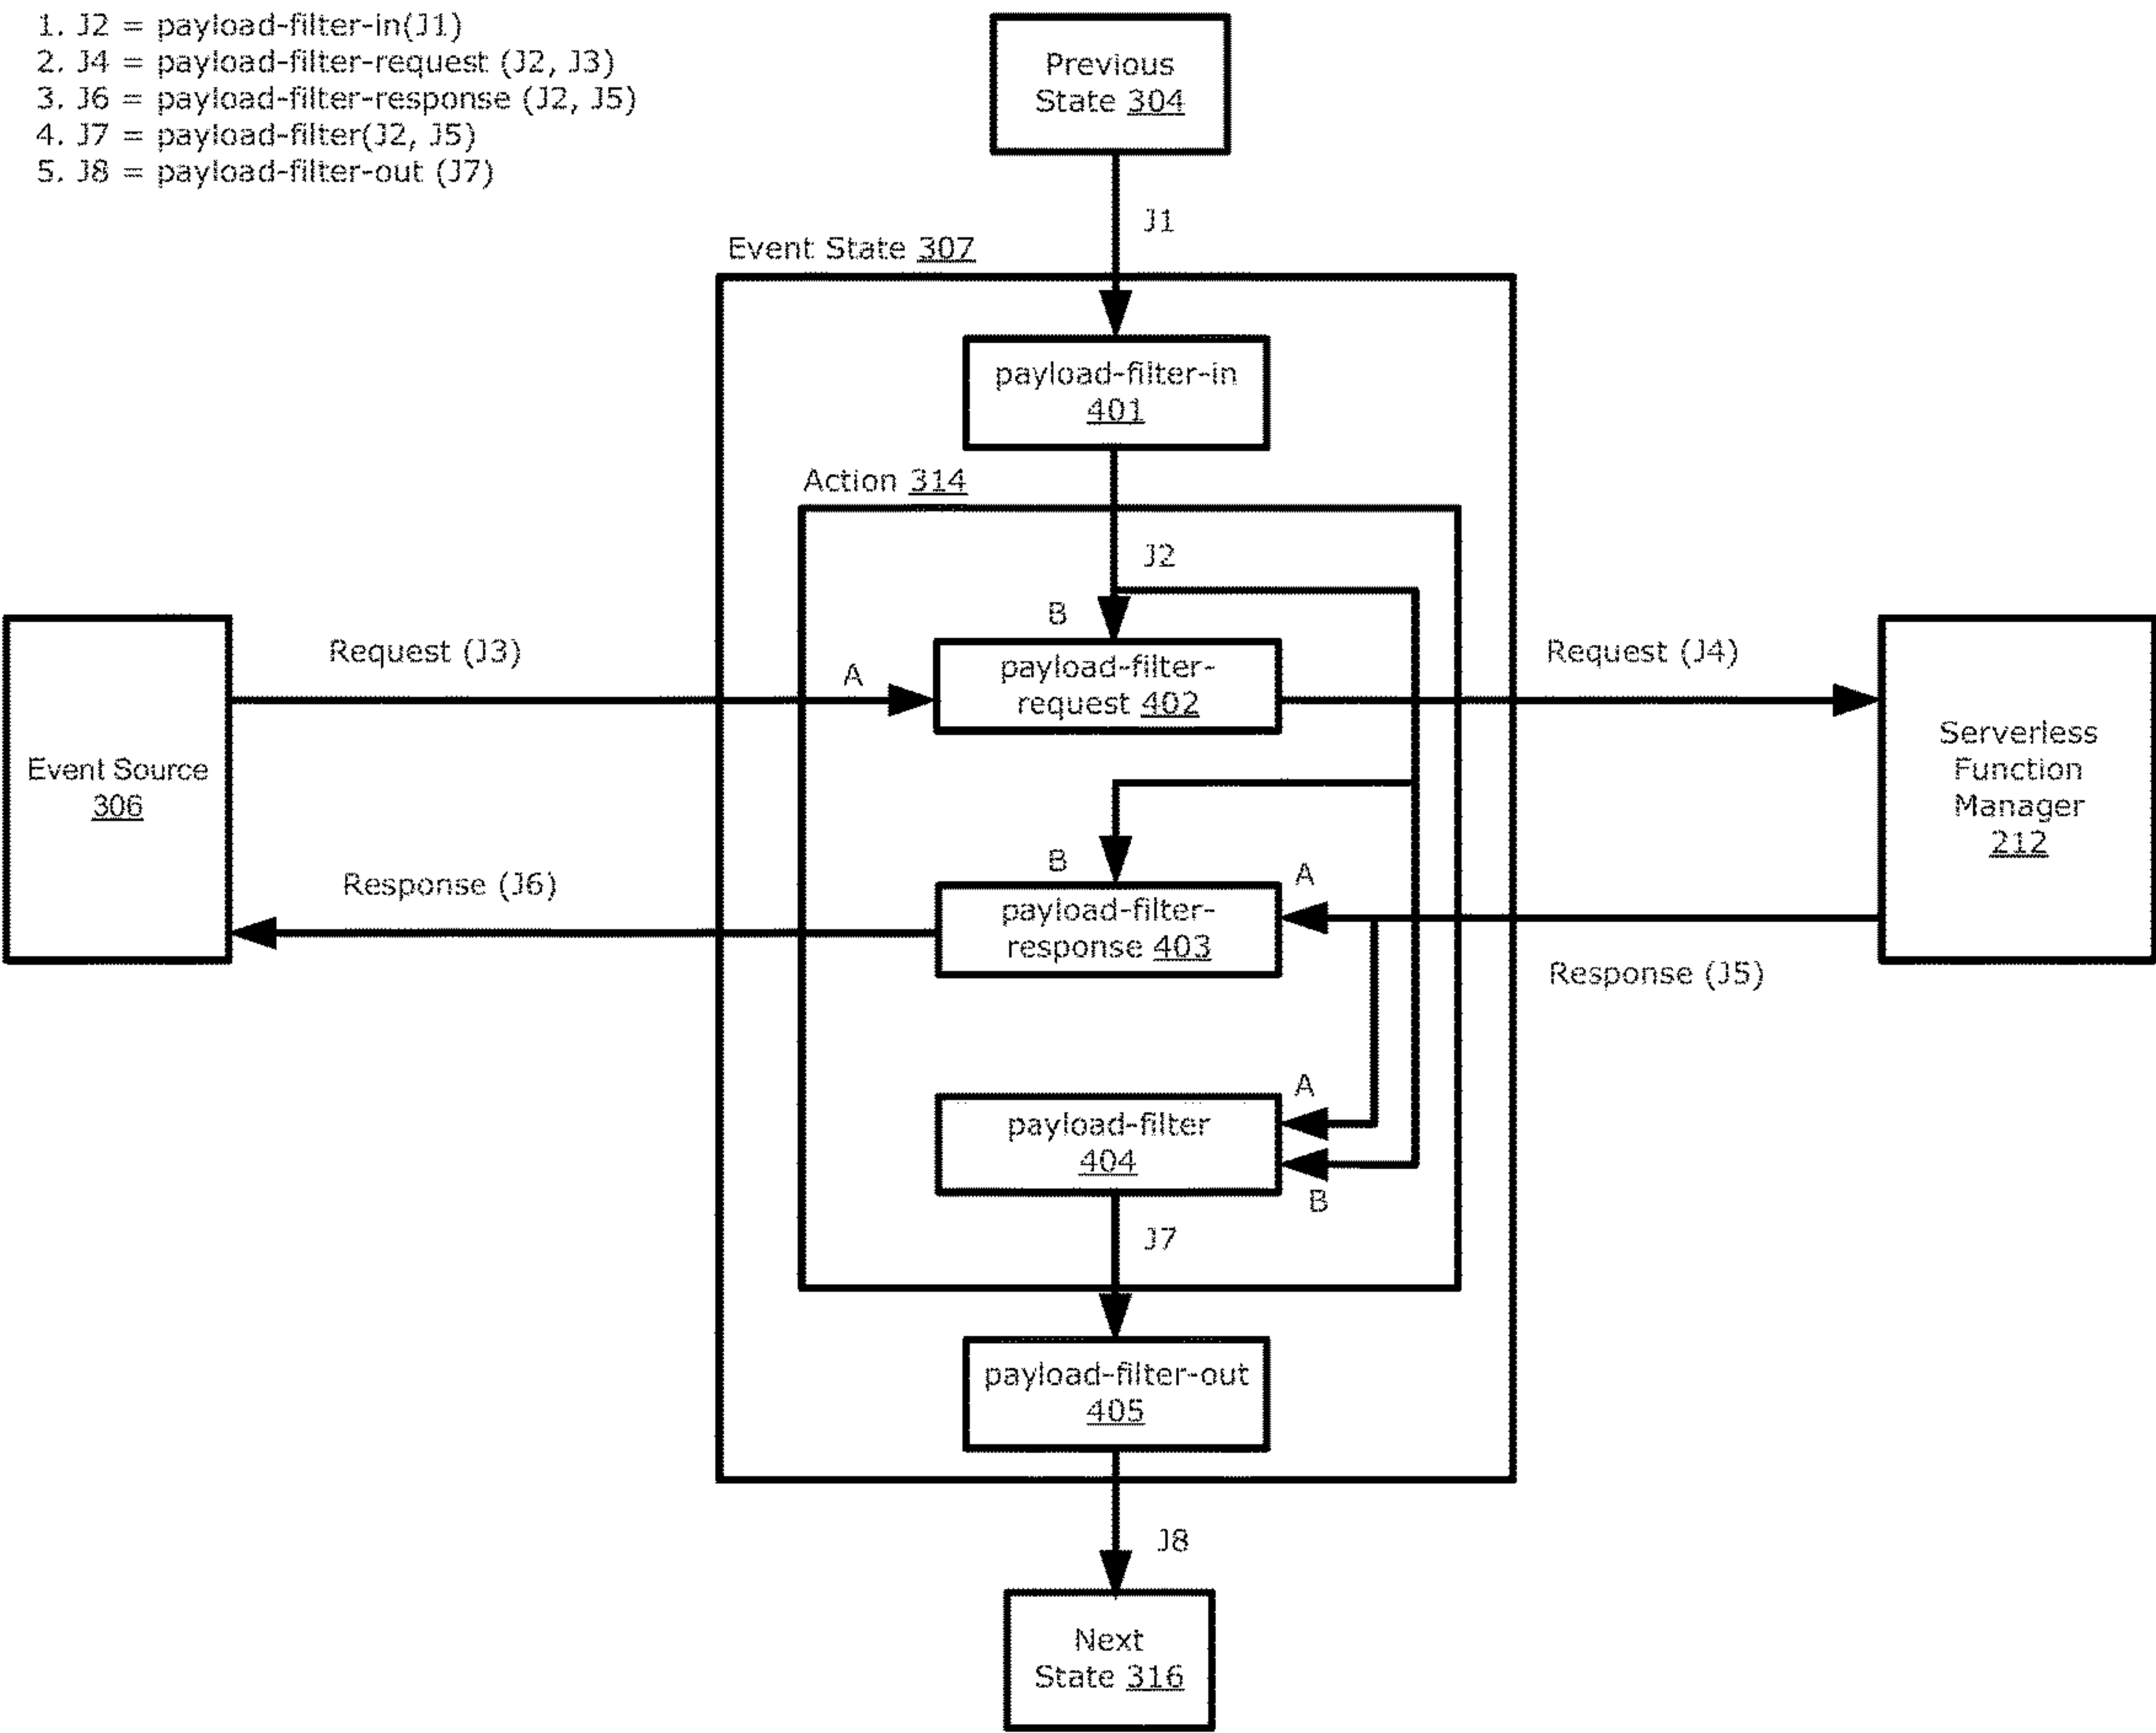 1. J2 = payload-filter-in(J1)
2. J4 = payload-filter-request (J2, J3)
3. J6 = payload-filter-response (J2, J5)
4. J7 = payload-filter(J2, J5)
5. J8 = payload-filter-out (J7)
Previous
State 304
J1
Event State 307
payload-filter-in
401
Action 314
J2
B
Request (J3)
A
payload-filter-
request 402
Request (J4)
Event Source
306
Serverless
Function
Manager
212
B
A
Response (J6)
payload-filter-
response 403
Response (J5)
A
payload-filter
404
B
J7
payload-filter-out
405
J8
Next
State 316